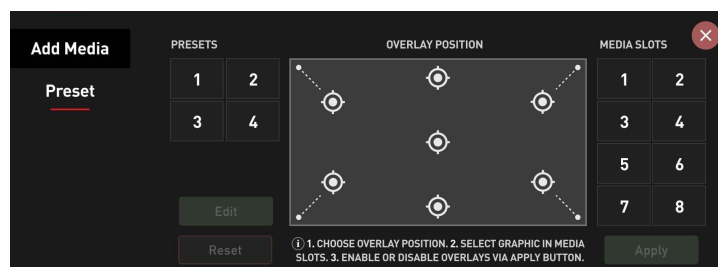 Add Media
Preset
PRESETS
1 2
3 4
Edit
Reset
OVERLAY POSITION
i 1. CHOOSE OVERLAY POSITION. 2. SELECT GRAPHIC IN MEDIA
SLOTS. 3. ENABLE OR DISABLE OVERLAYS VIA APPLY BUTTON.
MEDIA SLOTS
1 2
3 4
5 6
7 8
Apply